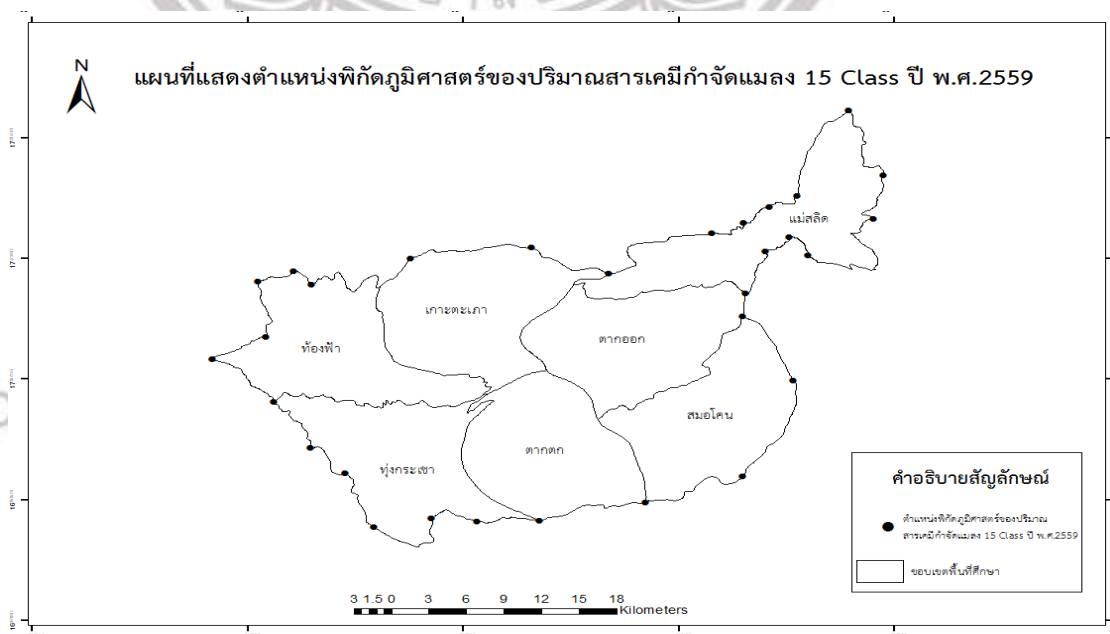 แผนที่แสดงตำแหน่งพิกัดภูมิศาสตร์ของปริมาณสารเคมีกำจัดแมลง 15 Class ปี พ.ศ.2559
N
แม่สลิด
เกาะตะเภา
ตากออก
ท้องฟ้า
สมอโคน
ตากตก
ทุ่งกระเชา
คำอธิบายสัญลักษณ์
ตำแหน่งพิกัดภูมิศาสตร์ของปริมาณ
สารเคมีกำจัดแมลง 15 Class ปี พ.ศ.2559
ขอบเขตพื้นที่ศึกษา
3 1.5 0 3 6 9 12 15 18
Kilometers